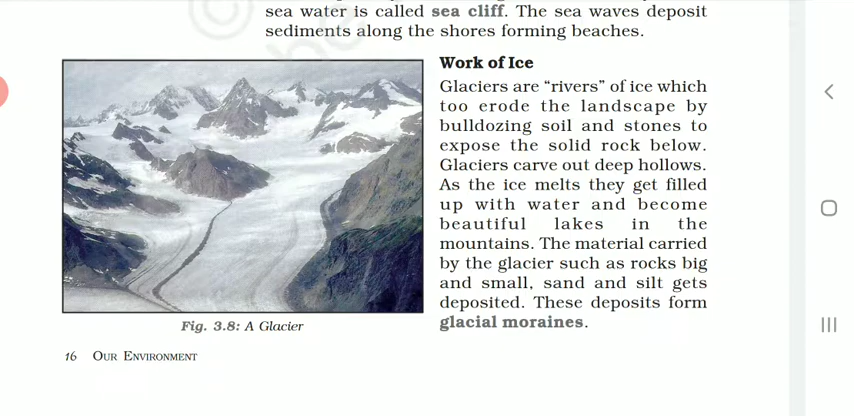 sea water is called sea cliff. The sea waves deposit
sediments along the shores forming beaches.
Work of Ice
Glaciers are “rivers” of ice which
too erode the landscape by
bulldozing soil and stones to
expose the solid rock below.
Glaciers carve out deep hollows.
As the ice melts they get filled
up with water and become
beautiful lakes in the
mountains. The material carried
by the glacier such as rocks big
and small, sand and silt gets
deposited. These deposits form
glacial moraines.
Fig. 3.8: A Glacier
16 OUR ENVIRONMENT